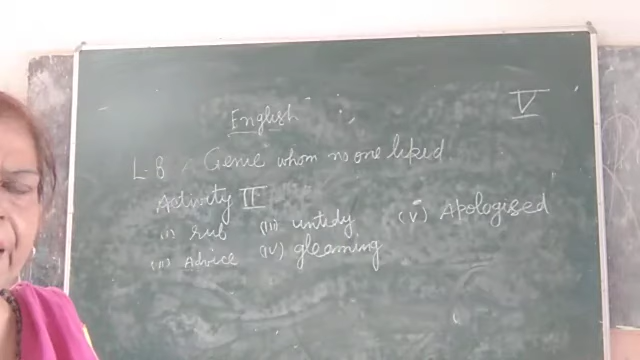 English
V
L-8 A Genie whom no one liked
Activity II
(i) rub (iii) untidy (v) Apologised
(ii) Advice (iv) gleaming